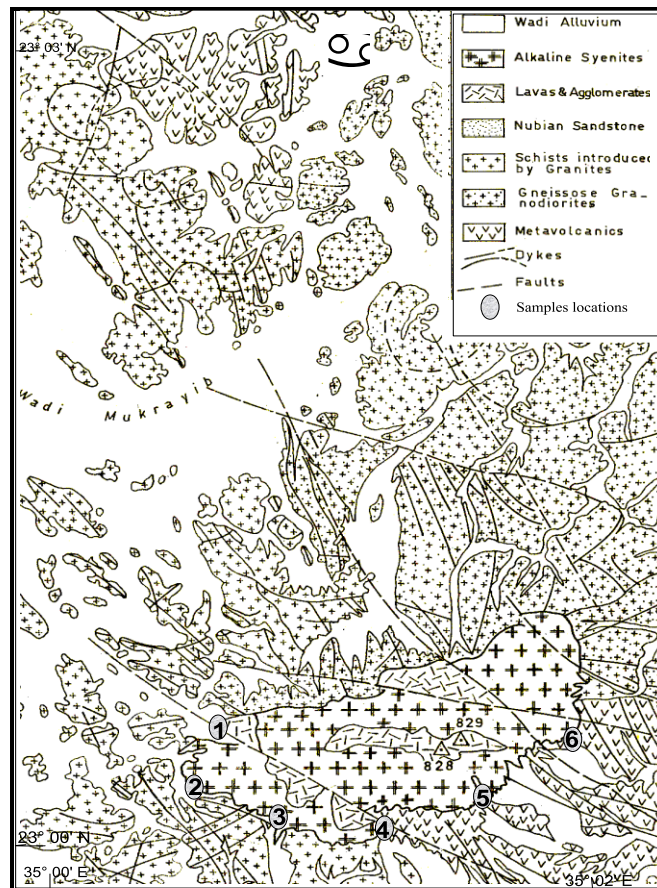 23° 03' N
Wadi Alluvium
Alkaline Syenites
Lavas & Agglomerates
Nubian Sandstone
Schists introduced
by Granites
Gneissose Gra_
nodiorites
Metavolcanics
Dykes
Faults
Samples locations
Wadi Mukrayib
1
829
6
828
2
5
3
4
23° 00' N
35° 00' E
35° 02' E